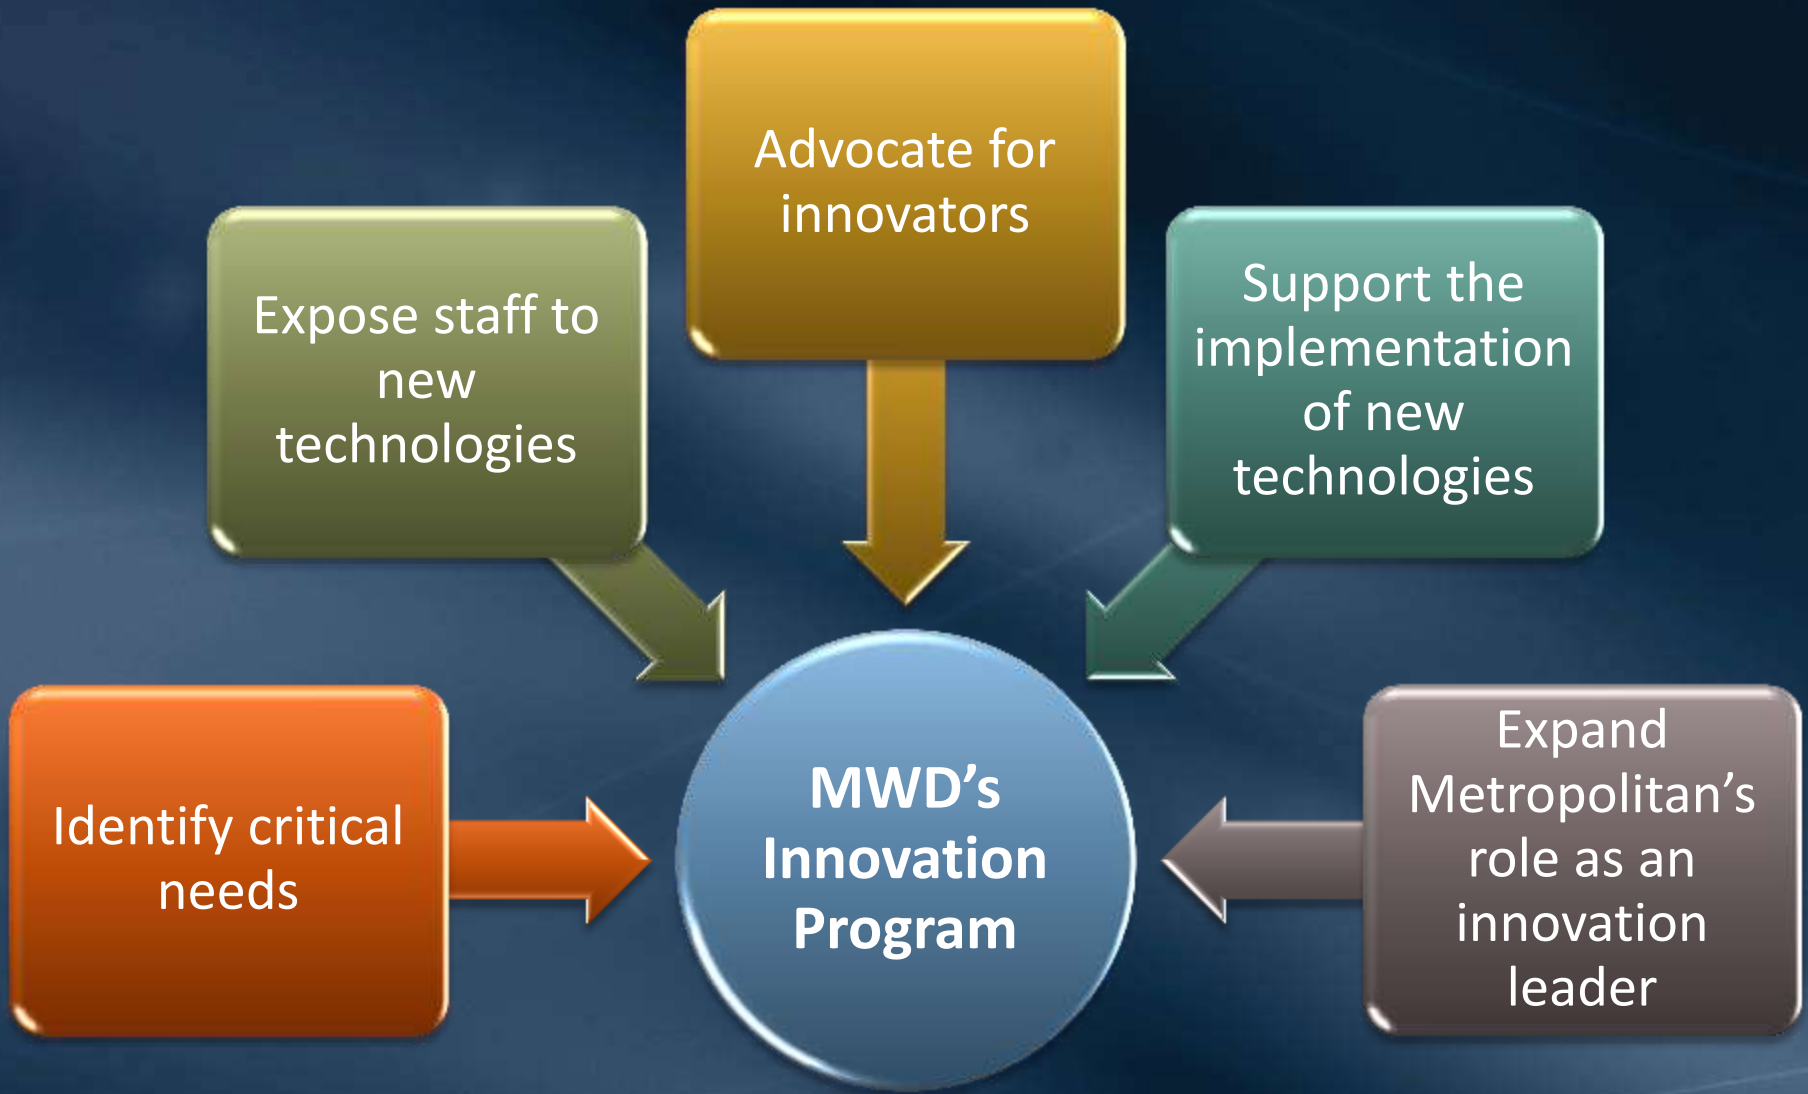 Advocate for
innovators
Expose staff to
new
technologies
Support the
implementation
of new
technologies
Identify critical
needs
MWD’s
Innovation
Program
Expand
Metropolitan’s
role as an
innovation
leader